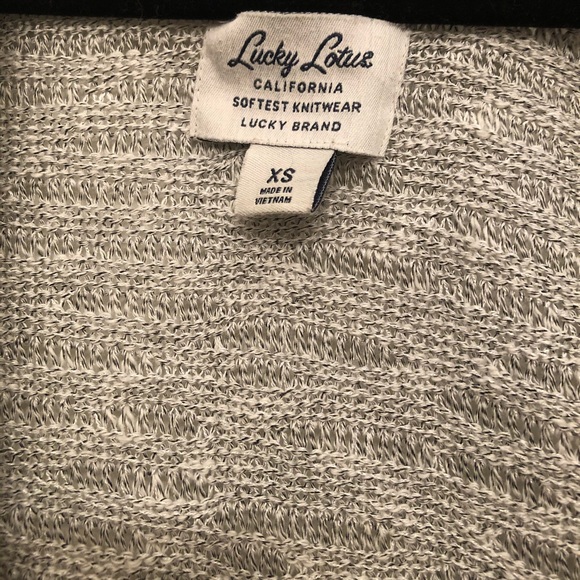 Lucky Lotus
CALIFORNIA
SOFTEST KNITWEAR
LUCKY BRAND
XS
MADE IN
VIETNAM